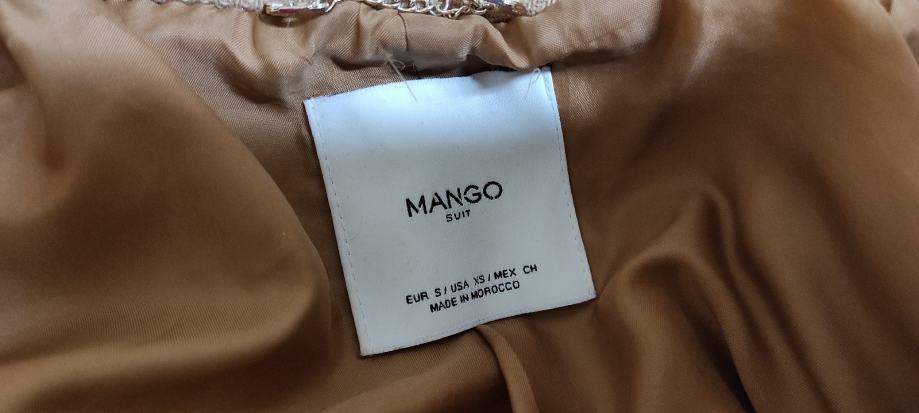 MANGO
SUIT
EUR S / USA XS / MEX CH
MADE IN MOROCCO